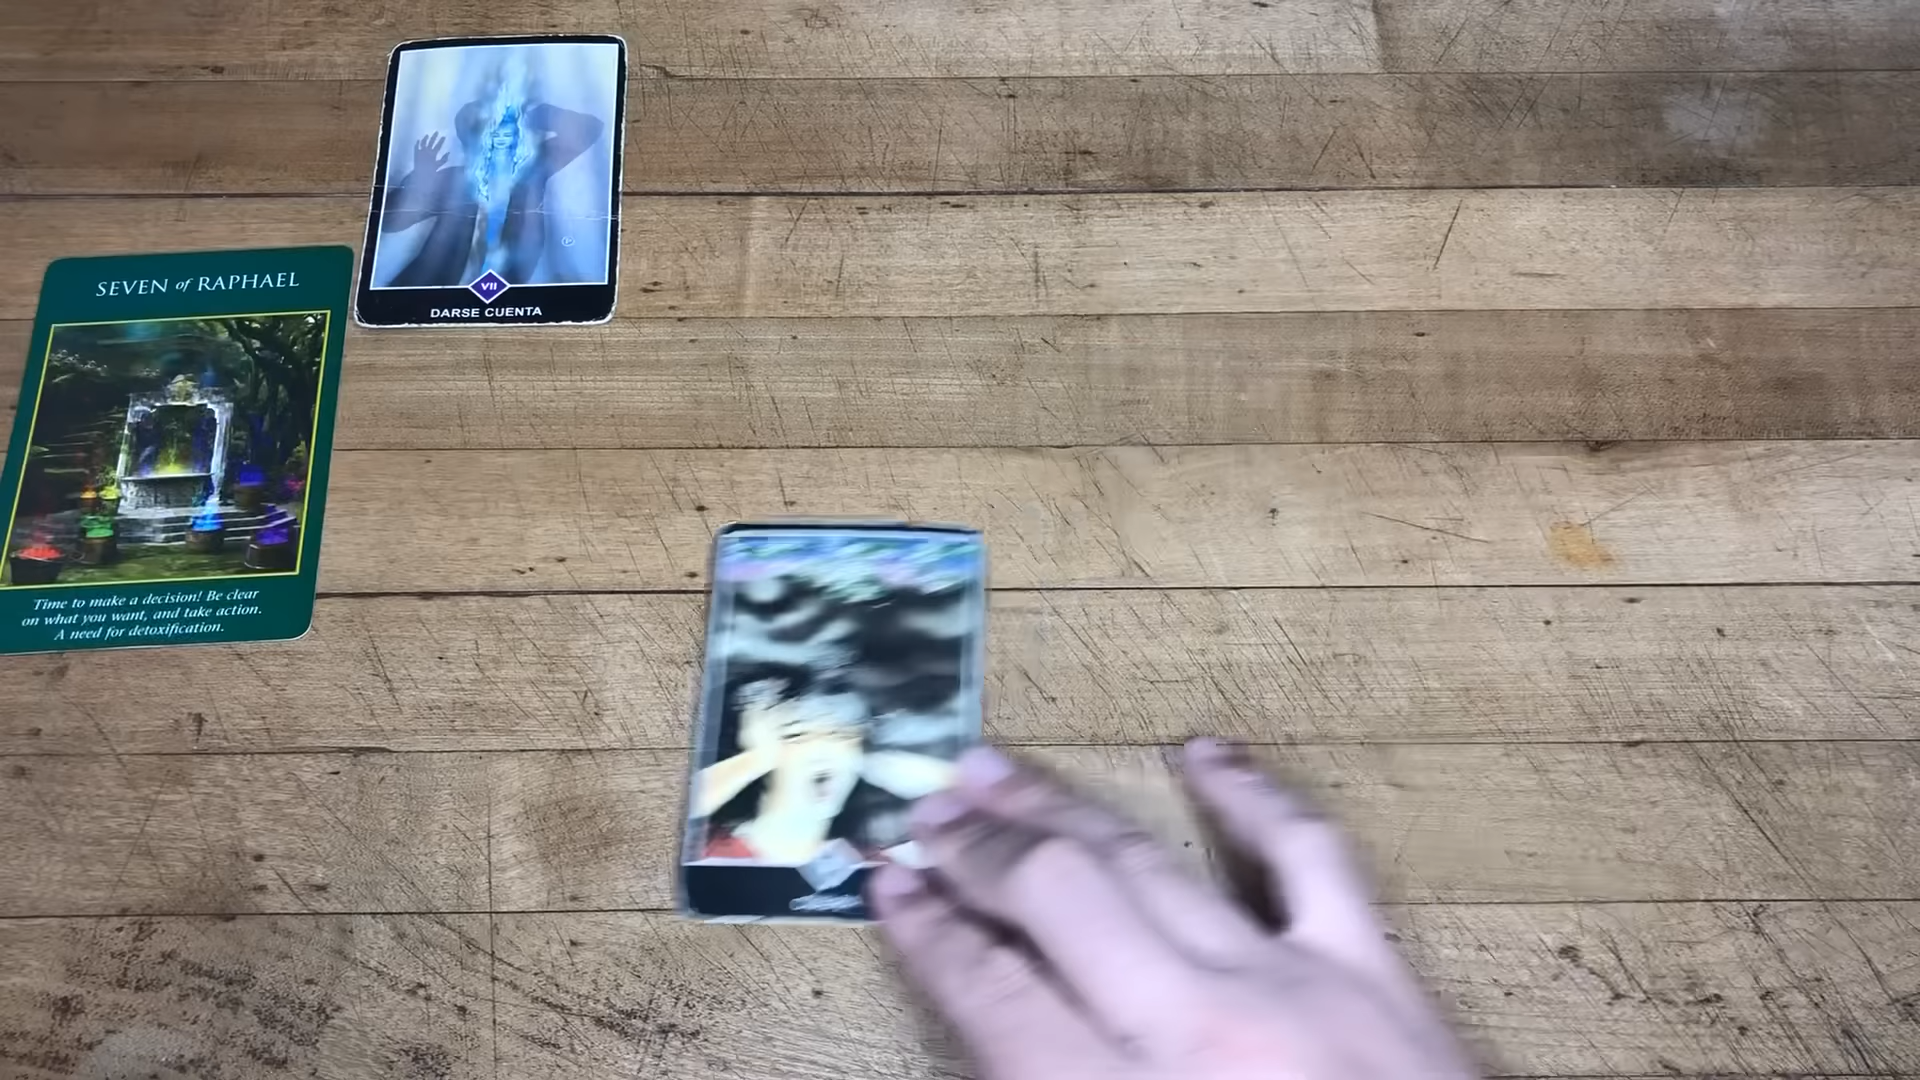 VII
DARSE CUENTA
SEVEN of RAPHAEL
Time to make a decision! Be clear
on what you want, and take action.
A need for detoxification.